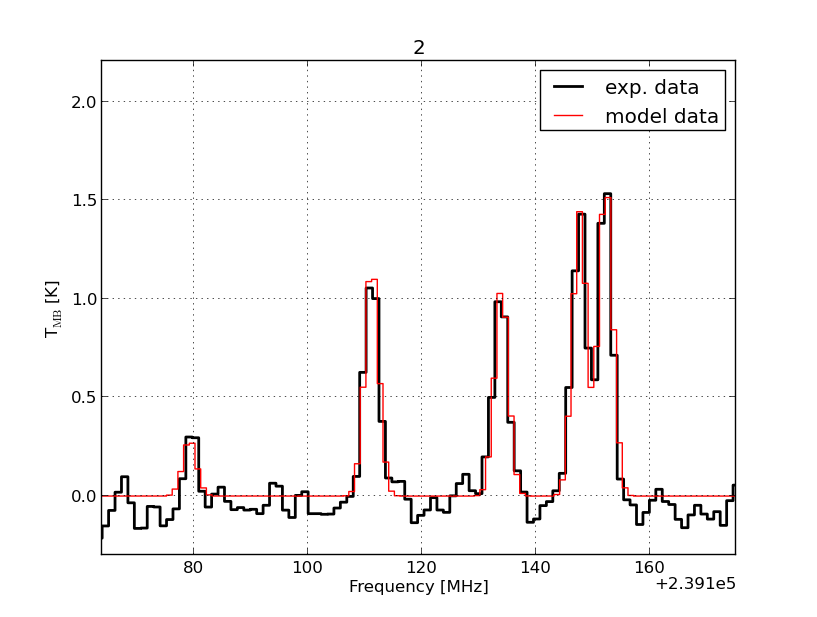 2
exp. data
model data
2.0
1.5
1.0
0.5
0.0
T_MB [K]
80 100 120 140 160
Frequency [MHz]
+2.391e5